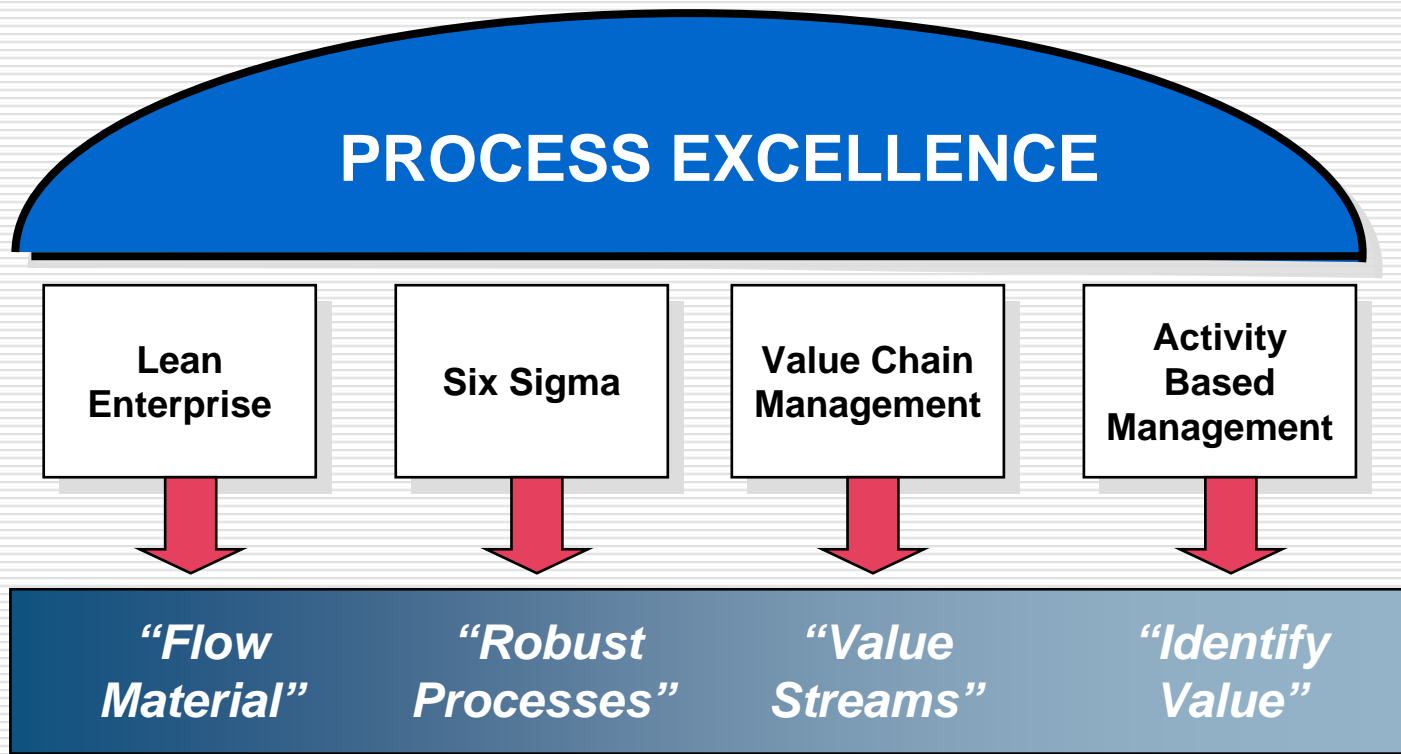 PROCESS EXCELLENCE
Lean
Enterprise
Six Sigma
Value Chain
Management
Activity
Based
Management
“Flow
Material”
“Robust
Processes”
“Value
Streams”
“Identify
Value”